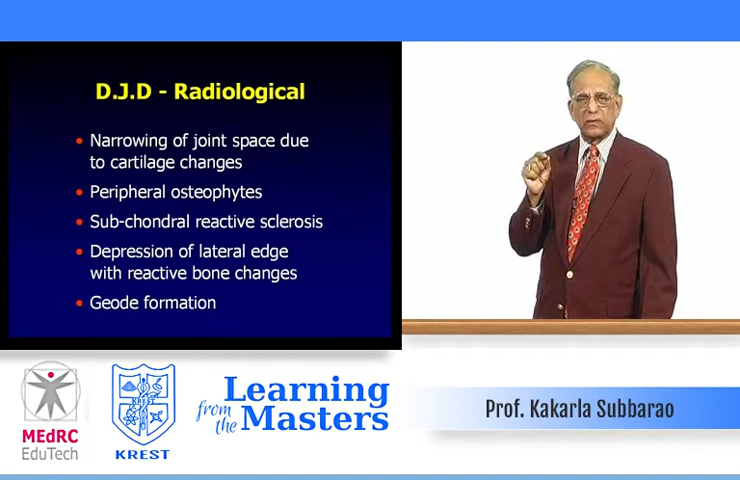 D.J.D - Radiological
• Narrowing of joint space due
to cartilage changes
• Peripheral osteophytes
• Sub-chondral reactive sclerosis
• Depression of lateral edge
with reactive bone changes
• Geode formation
MEdRC
EduTech
KREST
KREST
Learning
from the
Masters
Prof. Kakarla Subbarao